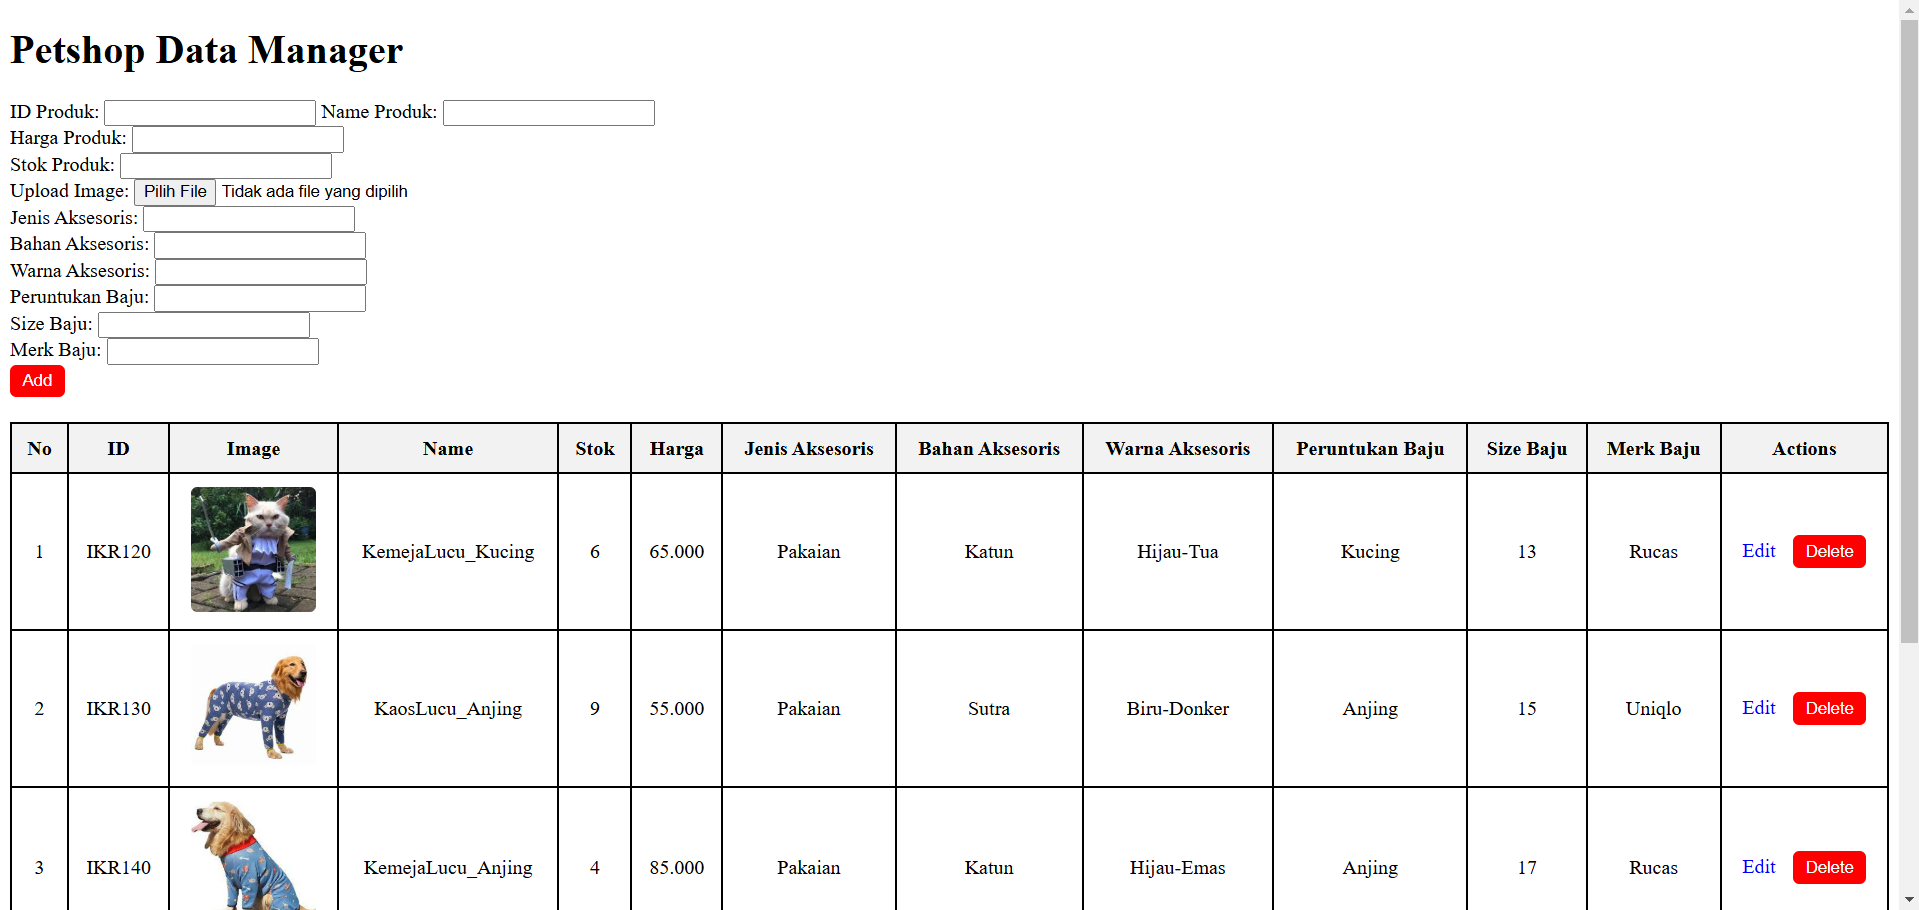 Petshop Data Manager
ID Produk: Name Produk:
Harga Produk:
Stok Produk:
Upload Image: Pilih File Tidak ada file yang dipilih
Jenis Aksesoris:
Bahan Aksesoris:
Warna Aksesoris:
Peruntukan Baju:
Size Baju:
Merk Baju:
Add
No ID Image Name Stok Harga Jenis Aksesoris Bahan Aksesoris Warna Aksesoris Peruntukan Baju Size Baju Merk Baju Actions
1 IKR120 KemejaLucu_Kucing 6 65.000 Pakaian Katun Hijau-Tua Kucing 13 Rucas Edit Delete
2 IKR130 KaosLucu_Anjing 9 55.000 Pakaian Sutra Biru-Donker Anjing 15 Uniqlo Edit Delete
3 IKR140 KemejaLucu_Anjing 4 85.000 Pakaian Katun Hijau-Emas Anjing 17 Rucas Edit Delete